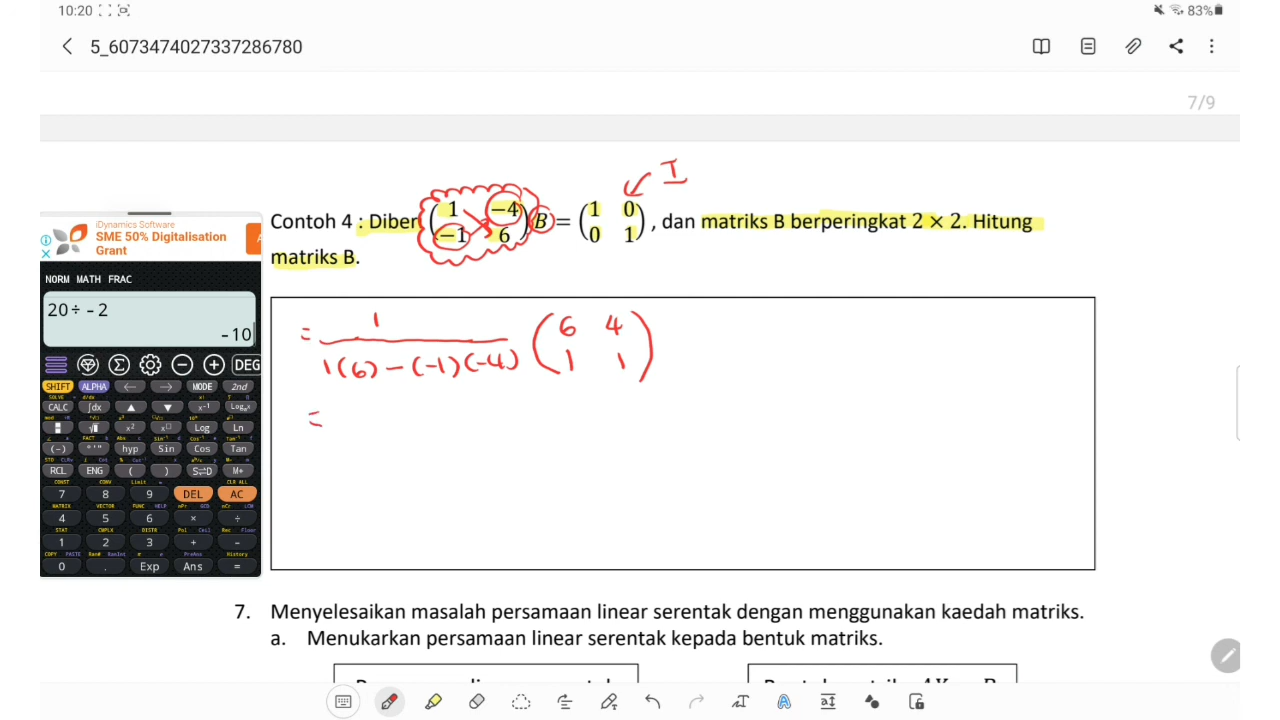 10:20 83%
5_6073474027337286780
7/9
I
Contoh 4 : Diber ( 1 -4 ) B = ( 1 0 ) , dan matriks B berperingkat 2 × 2. Hitung
( -1 6 ) ( 0 1 )
matriks B.
iDynamics Software
SME 50% Digitalisation
Grant
NORM MATH FRAC
20÷-2
-10
DEG
SHIFT ALPHA ← → MODE 2nd
CALC ∫dx ▲ ▼ x⁻¹ Logₐx
√ x² Log Ln
(−) ° ' " hyp Sin Cos Tan
RCL ENG ( ) S⇌D M+
7 8 9 DEL AC
4 5 6 × ÷
1 2 3 + −
0 . Exp Ans =
= 1 ( 6 4 )
1(6) - (-1)(-4) ( 1 1 )
=
7. Menyelesaikan masalah persamaan linear serentak dengan menggunakan kaedah matriks.
a. Menukarkan persamaan linear serentak kepada bentuk matriks.